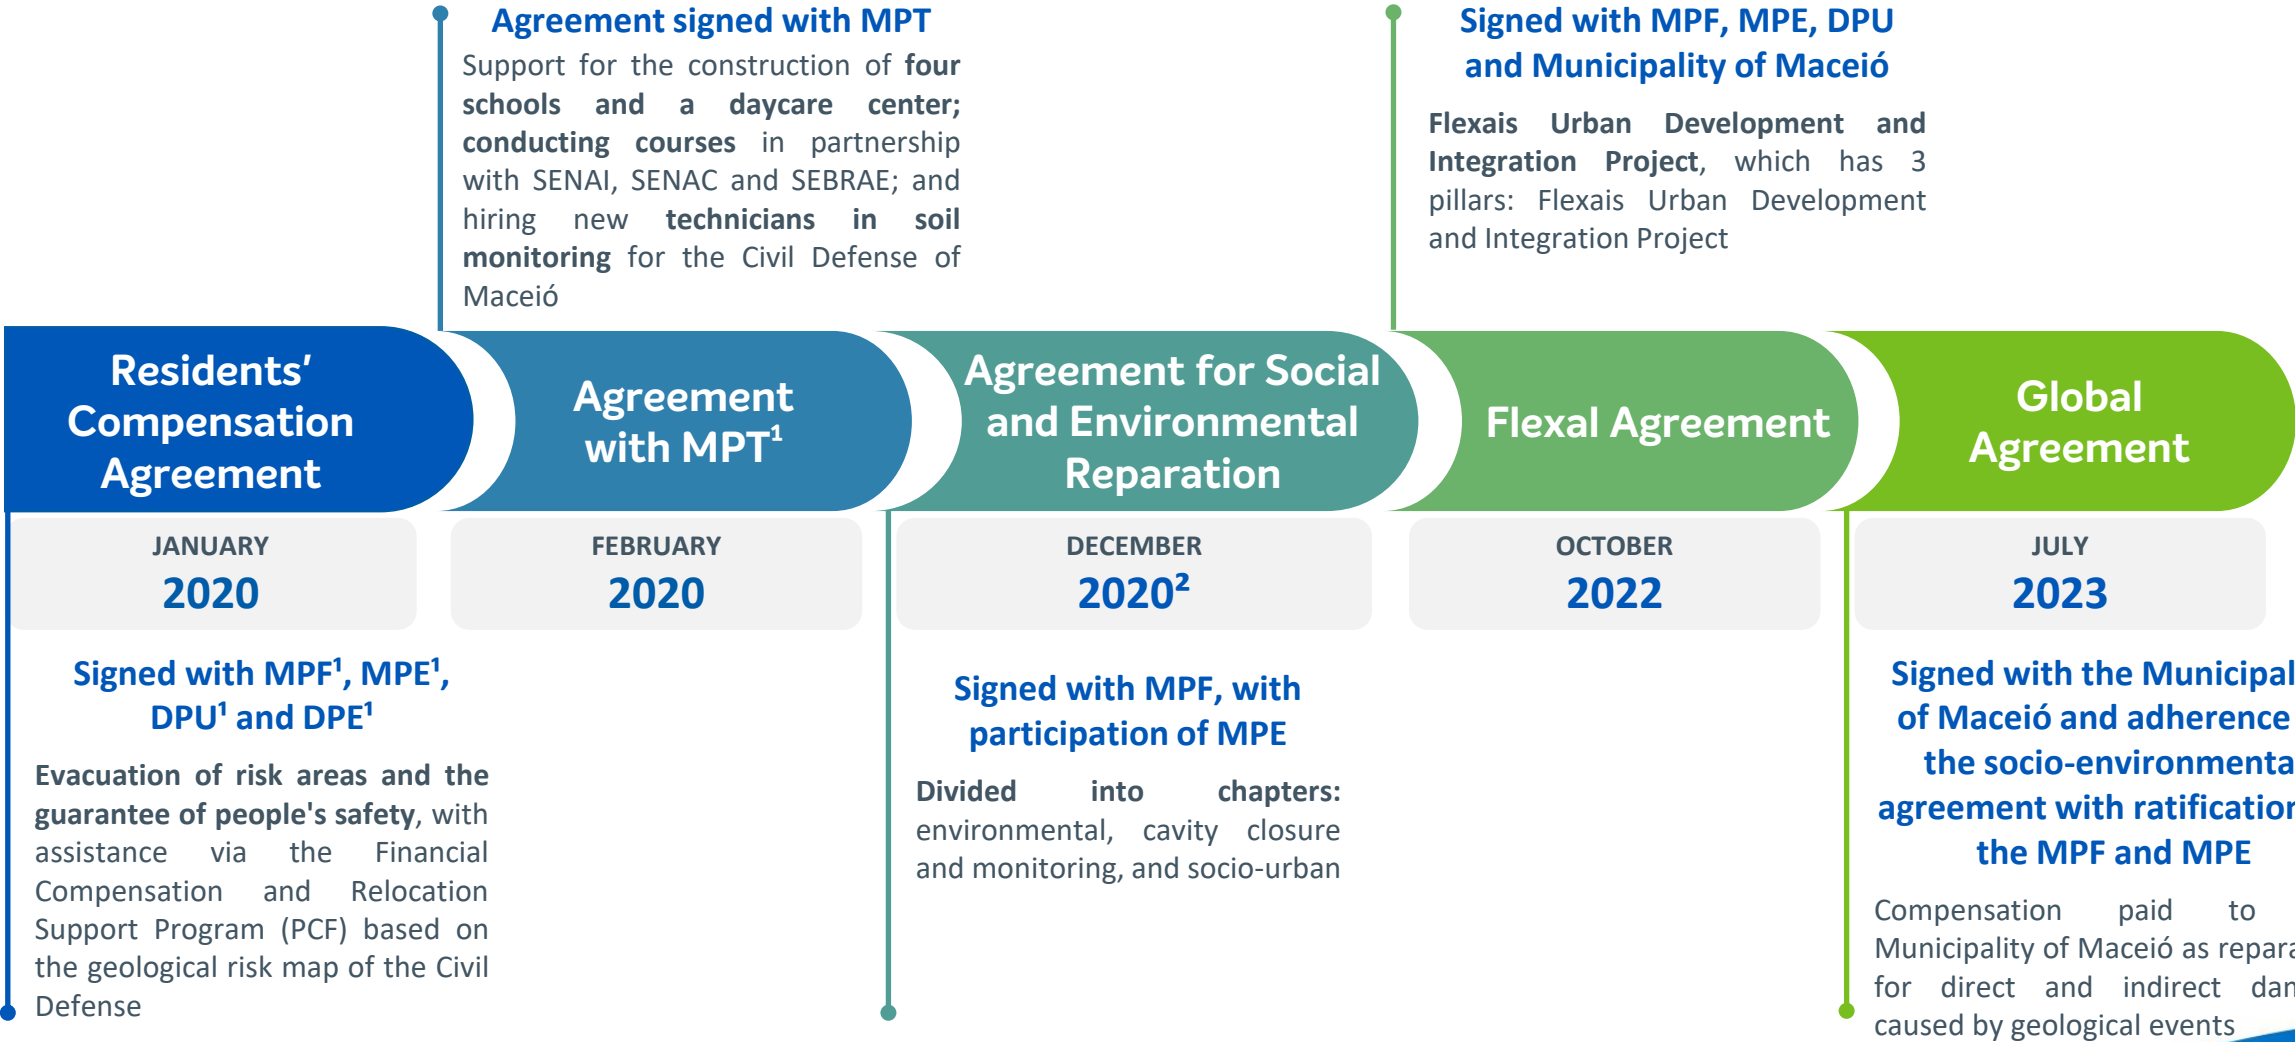 Agreement signed with MPT
Support for the construction of four
schools and a daycare center;
conducting courses in partnership
with SENAI, SENAC and SEBRAE; and
hiring new technicians in soil
monitoring for the Civil Defense of
Maceió
Signed with MPF, MPE, DPU
and Municipality of Maceió
Flexais Urban Development and
Integration Project, which has 3
pillars: Flexais Urban Development
and Integration Project
Residents'
Compensation
Agreement
Agreement
with MPT¹
Agreement for Social
and Environmental
Reparation
Flexal Agreement
Global
Agreement
JANUARY
2020
FEBRUARY
2020
DECEMBER
2020²
OCTOBER
2022
JULY
2023
Signed with MPF¹, MPE¹,
DPU¹ and DPE¹
Evacuation of risk areas and the
guarantee of people's safety, with
assistance via the Financial
Compensation and Relocation
Support Program (PCF) based on
the geological risk map of the Civil
Defense
Signed with MPF, with
participation of MPE
Divided into chapters:
environmental, cavity closure
and monitoring, and socio-urban
Signed with the Municipal
of Maceió and adherence
the socio-environmenta
agreement with ratification
the MPF and MPE
Compensation paid to
Municipality of Maceió as repara
for direct and indirect dan
caused by geological events